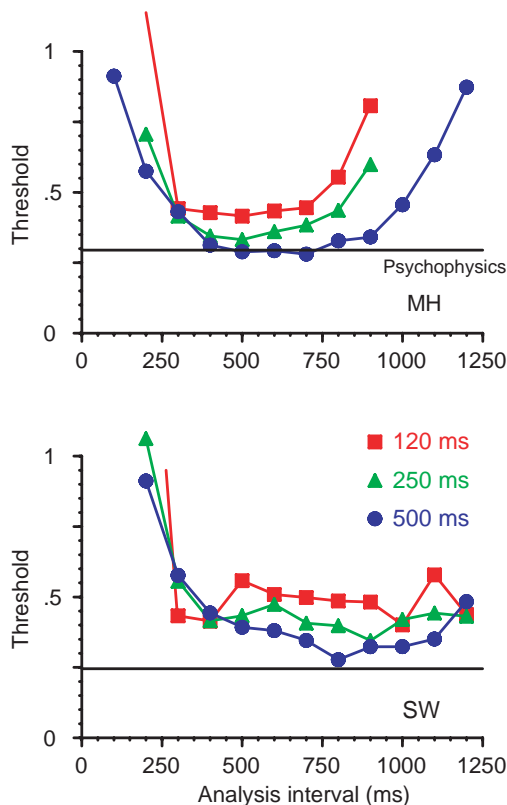 1
Threshold
.5
Psychophysics
MH
0
0 250 500 750 1000 1250
1
120 ms
250 ms
500 ms
Threshold
.5
SW
0
0 250 500 750 1000 1250
Analysis interval (ms)